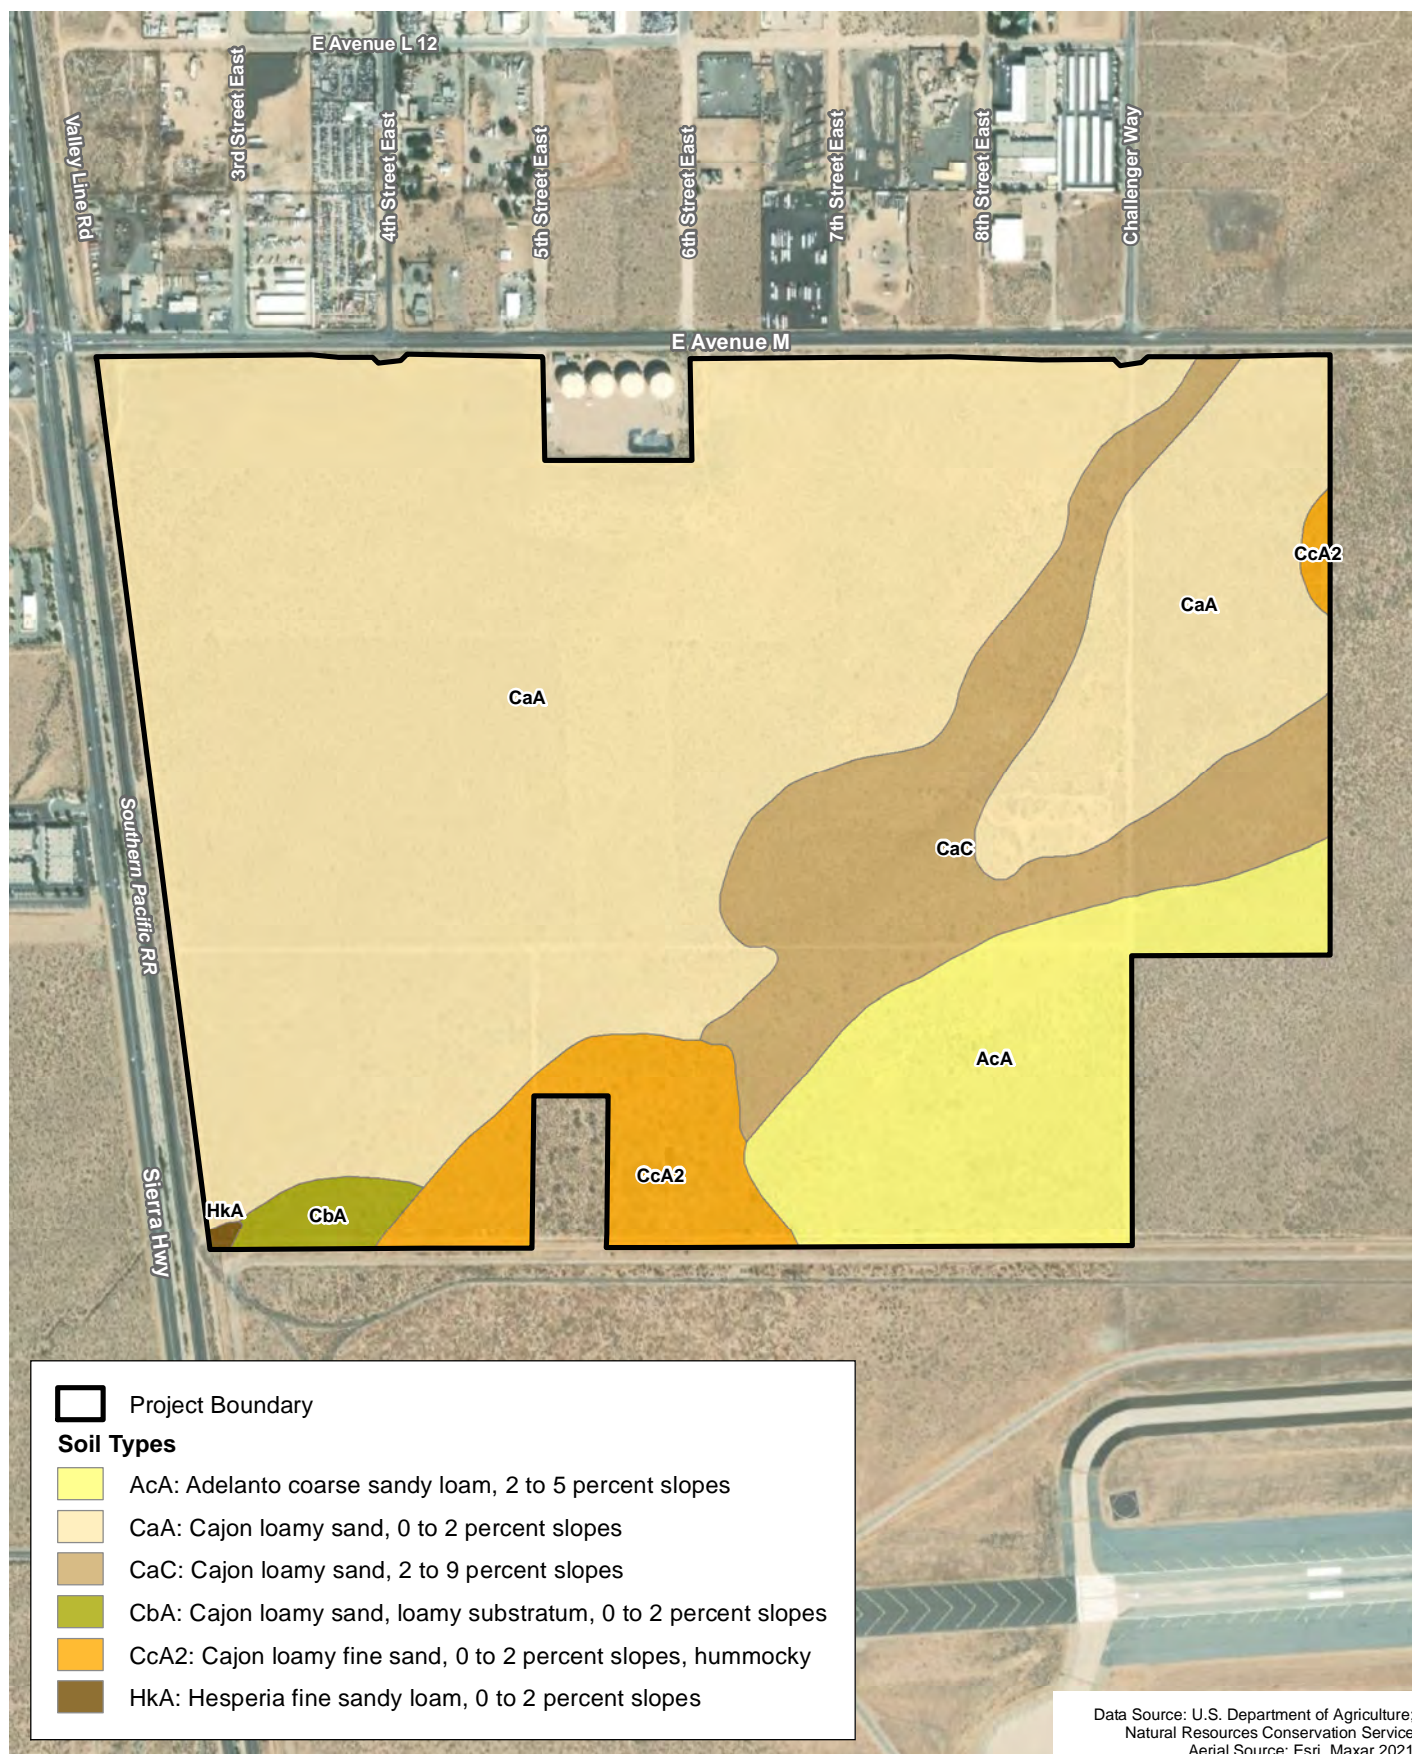 E Avenue L 12
Valley Line Rd
3rd Street East
4th Street East
5th Street East
6th Street East
7th Street East
8th Street East
Challenger Way
E Avenue M
CcA2
CaA
CaA
CaC
Southern Pacific RR
AcA
CcA2
Sierra Hwy
HkA
CbA
Project Boundary
Soil Types
AcA: Adelanto coarse sandy loam, 2 to 5 percent slopes
CaA: Cajon loamy sand, 0 to 2 percent slopes
CaC: Cajon loamy sand, 2 to 9 percent slopes
CbA: Cajon loamy sand, loamy substratum, 0 to 2 percent slopes
CcA2: Cajon loamy fine sand, 0 to 2 percent slopes, hummocky
HkA: Hesperia fine sandy loam, 0 to 2 percent slopes
Data Source: U.S. Department of Agriculture;
Natural Resources Conservation Service
Aerial Source: Esri, Maxar 2021